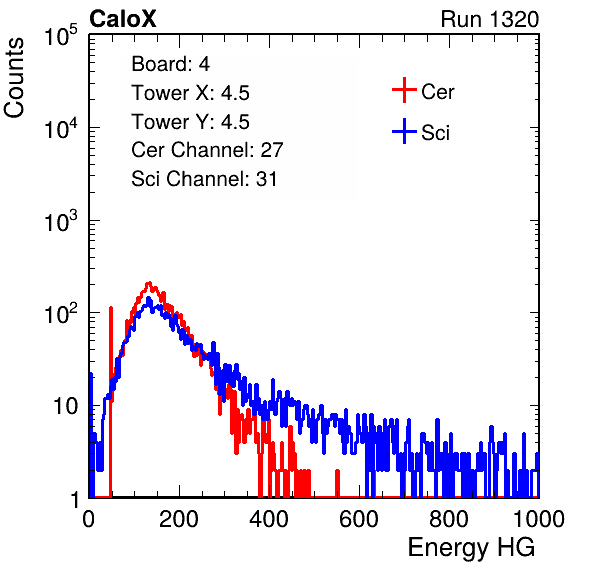 CaloX Run 1320
Counts
Board: 4
Tower X: 4.5
Tower Y: 4.5
Cer Channel: 27
Sci Channel: 31
Cer
Sci
10^5
10^4
10^3
10^2
10
1
0 200 400 600 800 1000
Energy HG